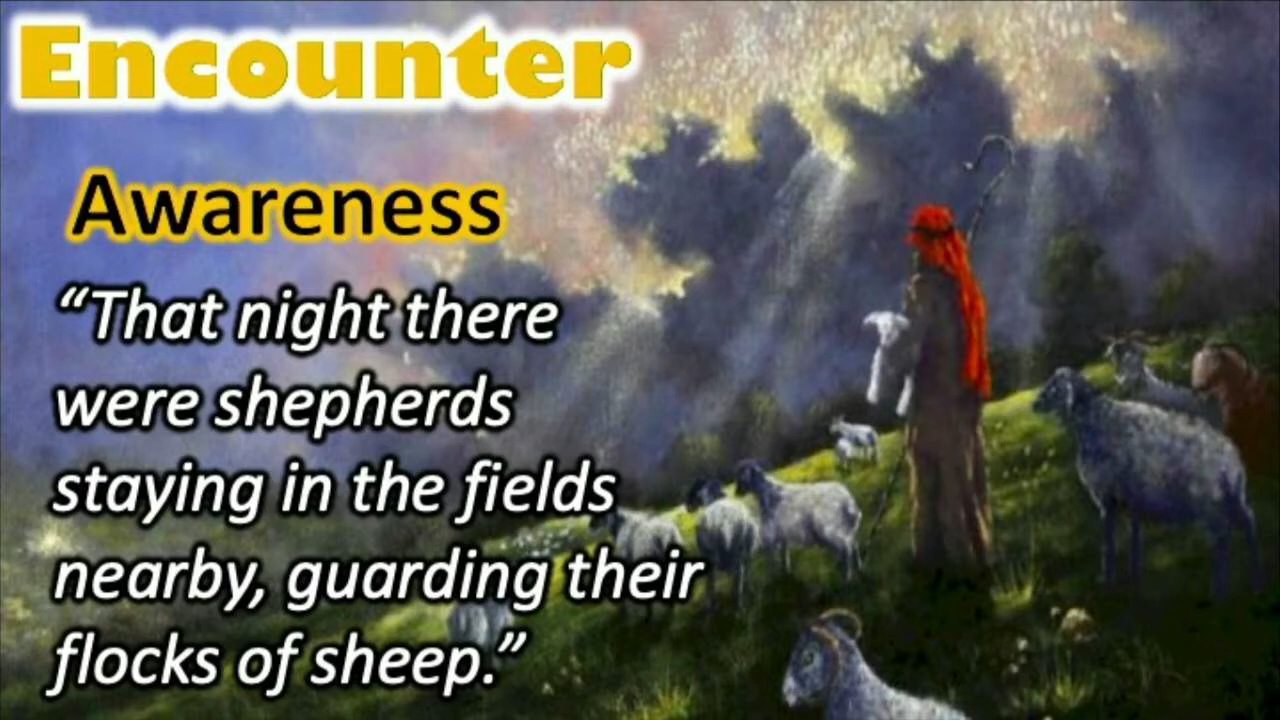 Encounter
Awareness
“That night there
were shepherds
staying in the fields
nearby, guarding their
flocks of sheep.”